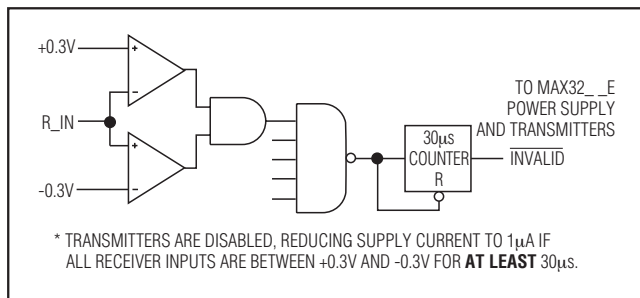 +0.3V
R_IN
-0.3V
+
-
+
-
30µs
COUNTER
R
TO MAX32_ _E
POWER SUPPLY
AND TRANSMITTERS
INVALID
* TRANSMITTERS ARE DISABLED, REDUCING SUPPLY CURRENT TO 1µA IF
ALL RECEIVER INPUTS ARE BETWEEN +0.3V AND -0.3V FOR AT LEAST 30µs.